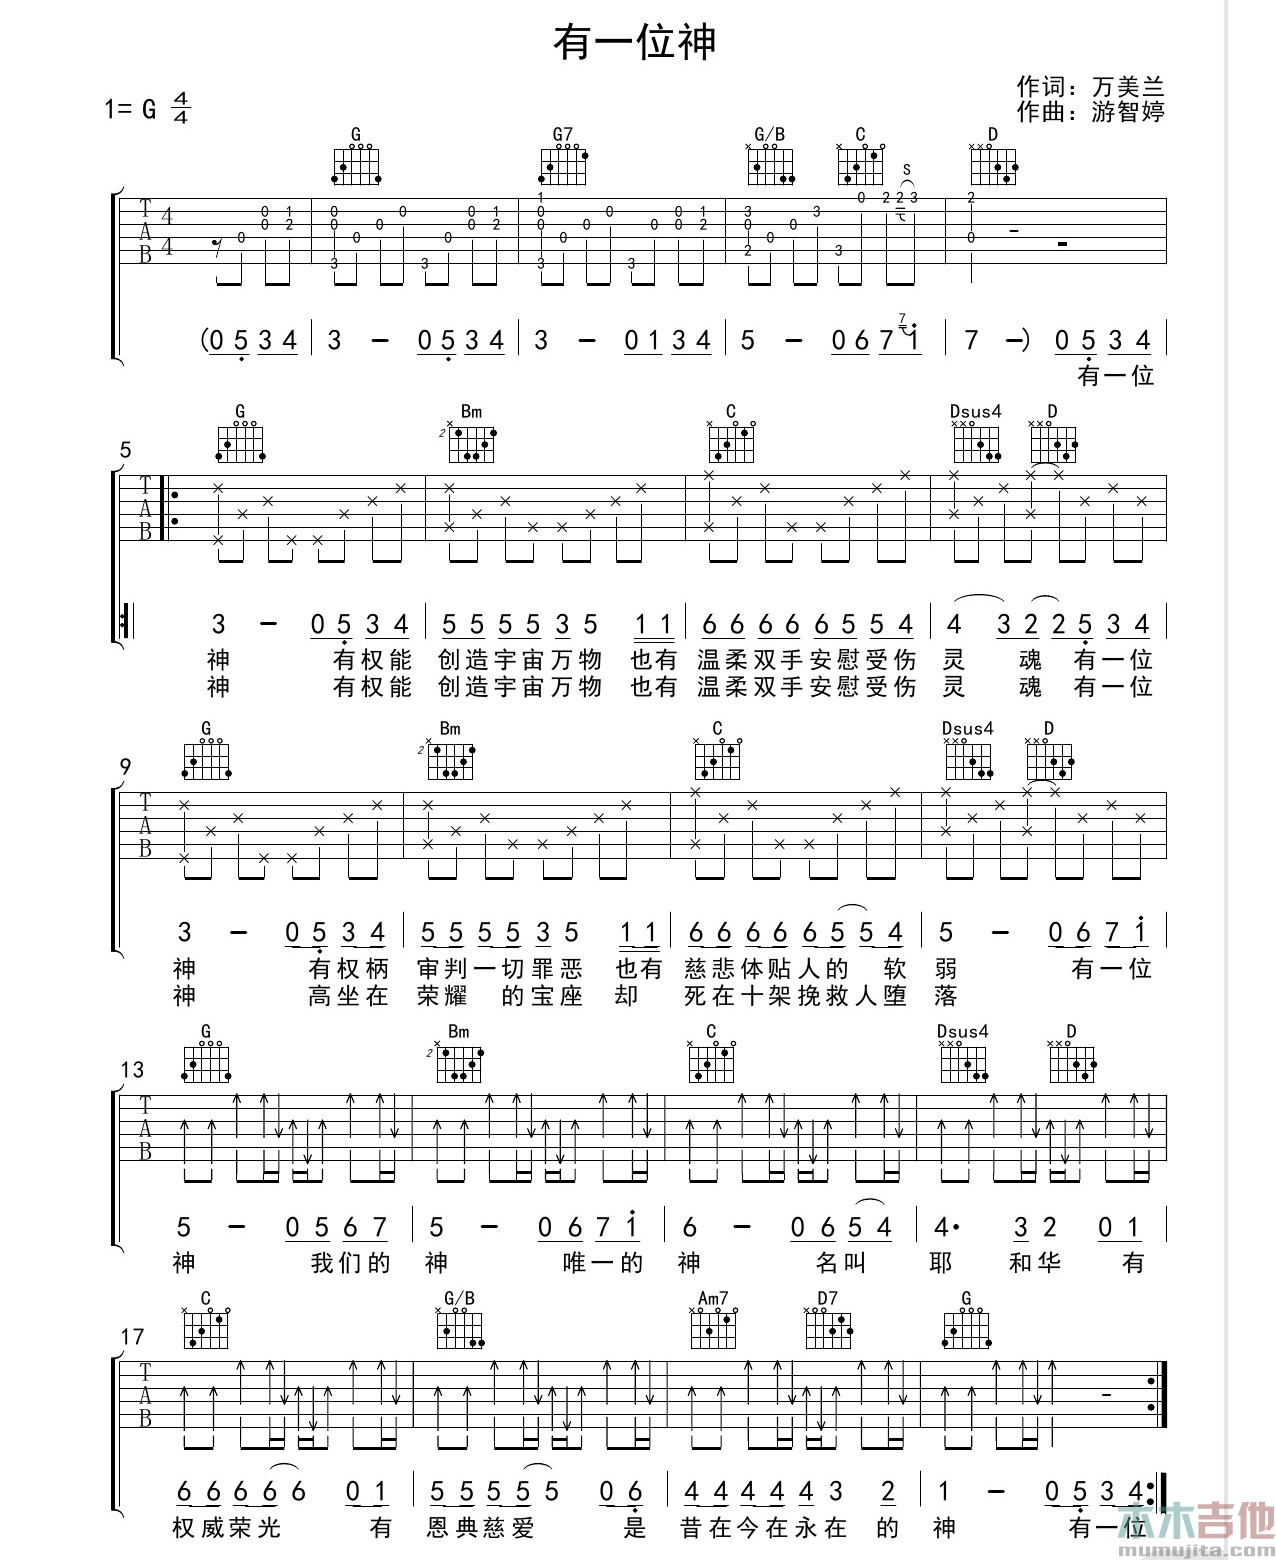 有一位神
作词：万美兰
1= G 4/4
作曲：游智婷
G G7 G/B C D
S
T A B 4 4
(0 5 3 4 3 － 0 5 3 4 3 － 0 1 3 4 5 － 0 6 7 7 i 7 －) 0 5 3 4
有一位
G Bm C Dsus4 D
5
2
T A B
3 － 0 5 3 4 5 5 5 5 3 5 1 1 6 6 6 6 6 5 5 4 4 3 2 2 5 3 4
神 有权能 创造宇宙万物 也有 温柔双手安慰受伤 灵 魂 有一位
神 有权能 创造宇宙万物 也有 温柔双手安慰受伤 灵 魂 有一位
G Bm C Dsus4 D
9
2
T A B
3 － 0 5 3 4 5 5 5 5 3 5 1 1 6 6 6 6 6 5 5 4 5 － 0 6 7 i
神 有权柄 审判一切罪恶 也有 慈悲体贴人的 软 弱 有一位
神 高坐在 荣耀 的宝座 却 死在十架挽救人堕 落
G Bm C Dsus4 D
13
2
T A B
5 － 0 5 6 7 5 － 0 6 7 i 6 － 0 6 5 4 4· 3 2 0 1
神 我们的 神 唯一的 神 名叫 耶 和华 有
C G/B Am7 D7 G
17
T A B
6 6 6 6 6 6 0 1 5 5 5 5 5 0 6 4 4 4 4 4 3 2 1 － 0 5 3 4
权威荣光 有 恩典慈爱 是 昔在今在永在 的 神 有一位
木木吉他
mumujita.com